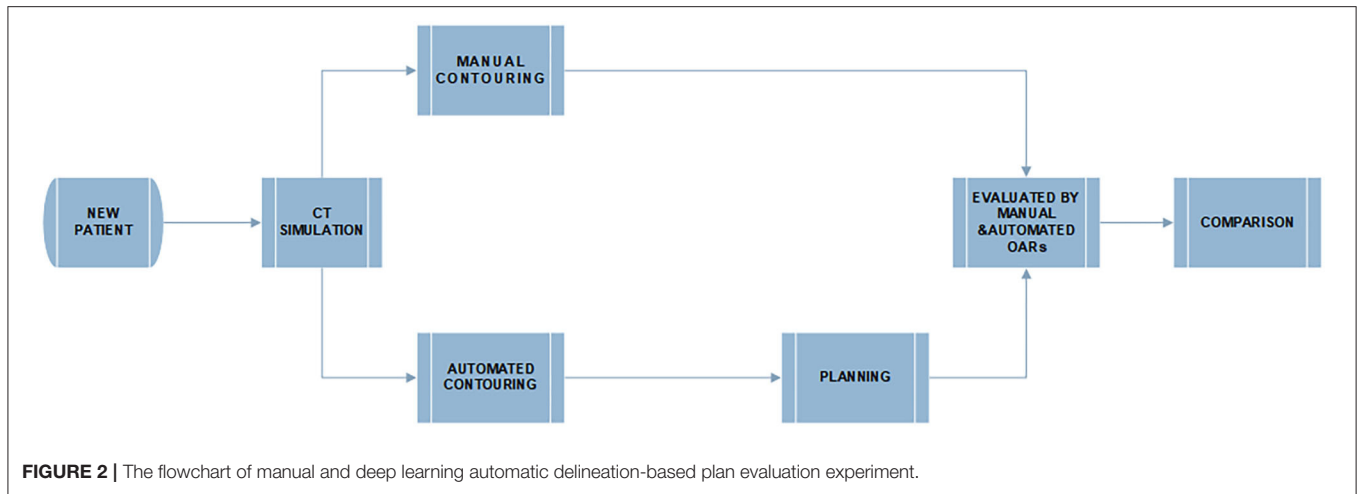 MANUAL
CONTOURING
NEW
PATIENT
CT
SIMULATION
EVALUATED BY
MANUAL
&AUTOMATED
OARs
COMPARISON
AUTOMATED
CONTOURING
PLANNING
FIGURE 2 | The flowchart of manual and deep learning automatic delineation-based plan evaluation experiment.